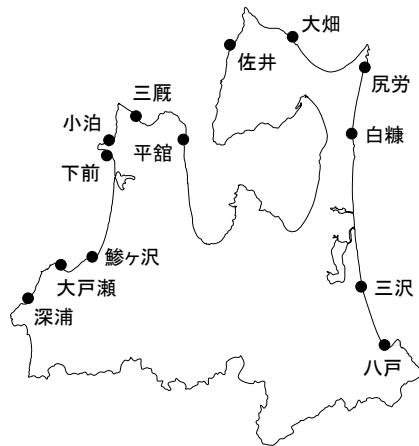 大畑
佐井
尻労
三厩
小泊
平舘
下前
白糠
鯵ヶ沢
大戸瀬
深浦
三沢
八戸